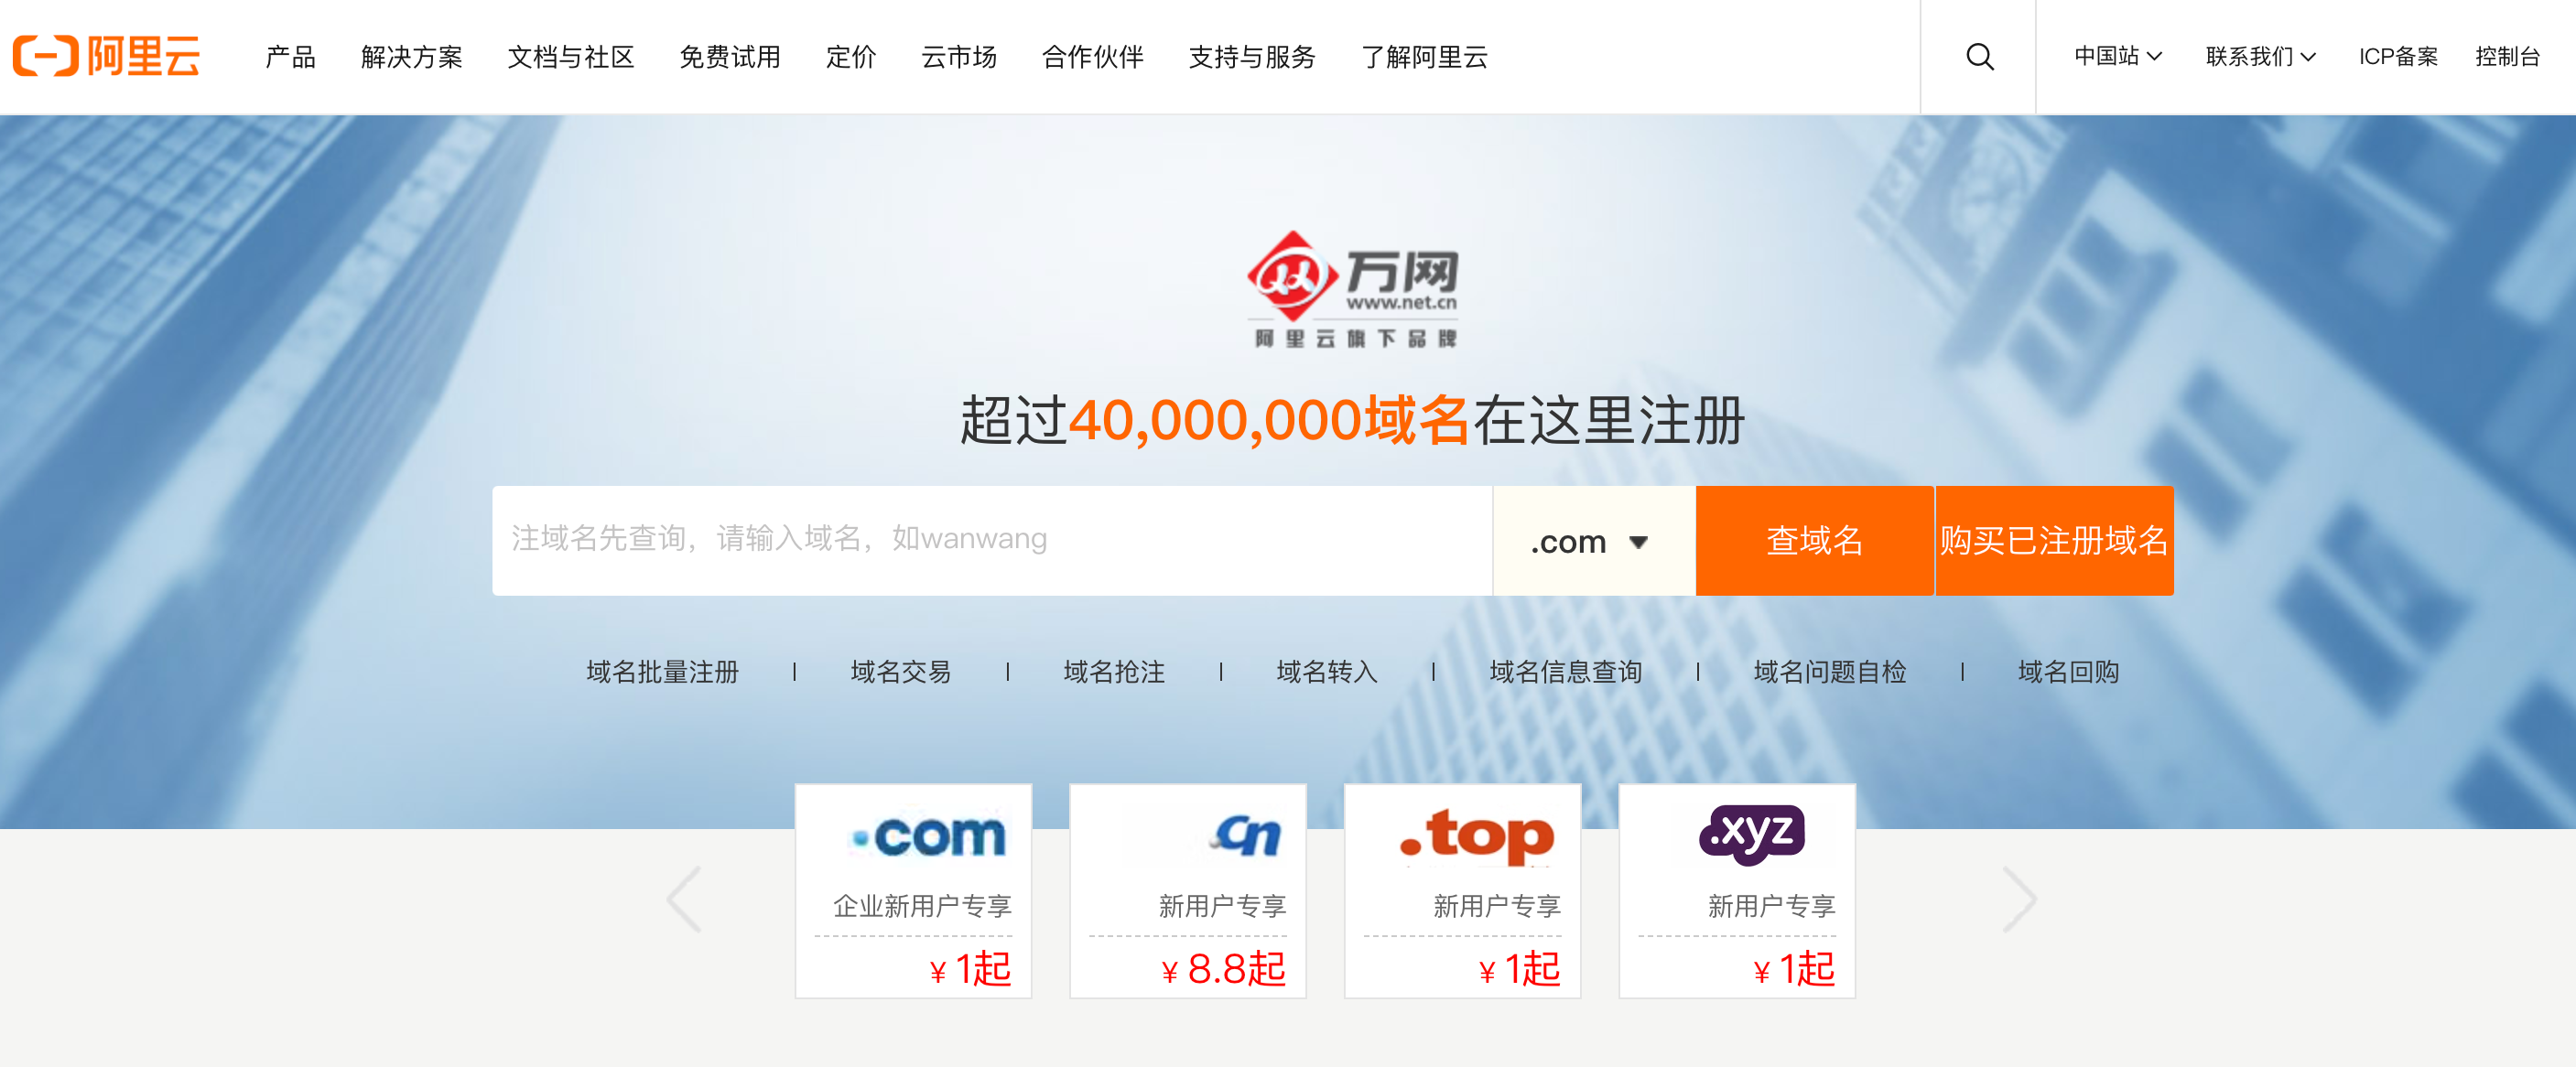 阿里云 产品 解决方案 文档与社区 免费试用 定价 云市场 合作伙伴 支持与服务 了解阿里云 中国站 联系我们 ICP备案 控制台
万网
www.net.cn
阿里云旗下品牌
超过40,000,000域名在这里注册
注域名先查询，请输入域名，如wanwang .com 查域名 购买已注册域名
域名批量注册 | 域名交易 | 域名抢注 | 域名转入 | 域名信息查询 | 域名问题自检 | 域名回购
.com .cn .top .xyz
企业新用户专享 新用户专享 新用户专享 新用户专享
¥ 1起 ¥ 8.8起 ¥ 1起 ¥ 1起